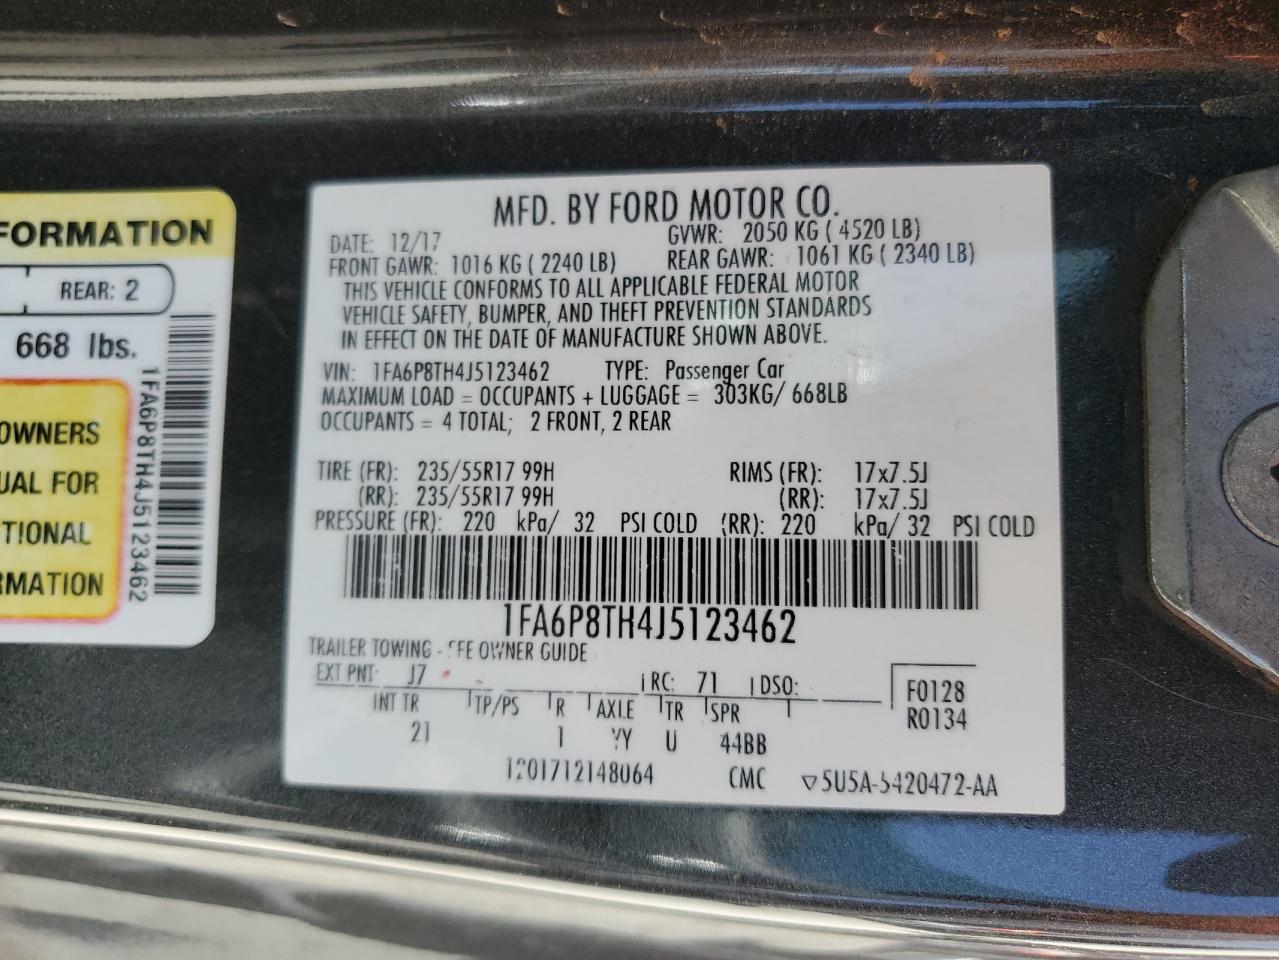 FORMATION
REAR: 2
668 lbs.
OWNERS
UAL FOR
TIONAL
RMATION
1FA6P8TH4J5123462
MFD. BY FORD MOTOR CO.
DATE: 12/17 GVWR: 2050 KG ( 4520 LB)
FRONT GAWR: 1016 KG ( 2240 LB) REAR GAWR: 1061 KG ( 2340 LB)
THIS VEHICLE CONFORMS TO ALL APPLICABLE FEDERAL MOTOR
VEHICLE SAFETY, BUMPER, AND THEFT PREVENTION STANDARDS
IN EFFECT ON THE DATE OF MANUFACTURE SHOWN ABOVE.
VIN: 1FA6P8TH4J5123462 TYPE: Passenger Car
MAXIMUM LOAD = OCCUPANTS + LUGGAGE = 303KG/ 668LB
OCCUPANTS = 4 TOTAL; 2 FRONT, 2 REAR
TIRE (FR): 235/55R17 99H RIMS (FR): 17x7.5J
(RR): 235/55R17 99H (RR): 17x7.5J
PRESSURE (FR): 220 kPa/ 32 PSI COLD (RR): 220 kPa/ 32 PSI COLD
1FA6P8TH4J5123462
TRAILER TOWING - SEE OWNER GUIDE
EXT PNT: J7 RC: 71 DSO: F0128
INT TR TP/PS R AXLE TR SPR R0134
21 1 YY U 44BB
1201712148064 CMC ▽5U5A-5420472-AA